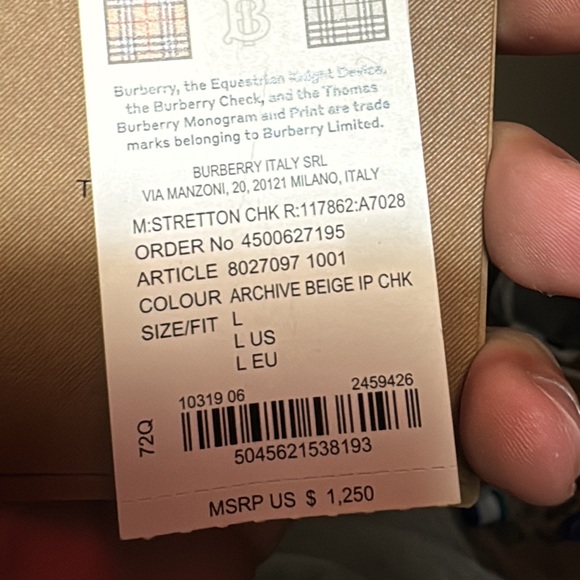 Burberry, the Equestrian Knight Device,
the Burberry Check, and the Thomas
Burberry Monogram and Print are trade
marks belonging to Burberry Limited.
BURBERRY ITALY SRL
VIA MANZONI, 20, 20121 MILANO, ITALY
T
M:STRETTON CHK R:117862:A7028
ORDER No 4500627195
ARTICLE 8027097 1001
COLOUR ARCHIVE BEIGE IP CHK
SIZE/FIT L
L US
L EU
10319 06 2459426
72Q
5045621538193
MSRP US $ 1,250